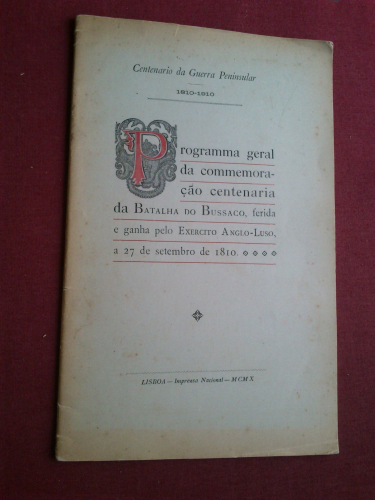 Centenario da Guerra Peninsular
1810-1910
Programma geral
da commemora-
ção centenaria
da BATALHA DO BUSSACO, ferida
e ganha pelo EXERCITO ANGLO-LUSO,
a 27 de setembro de 1810.
LISBOA — Imprensa Nacional — MCMX